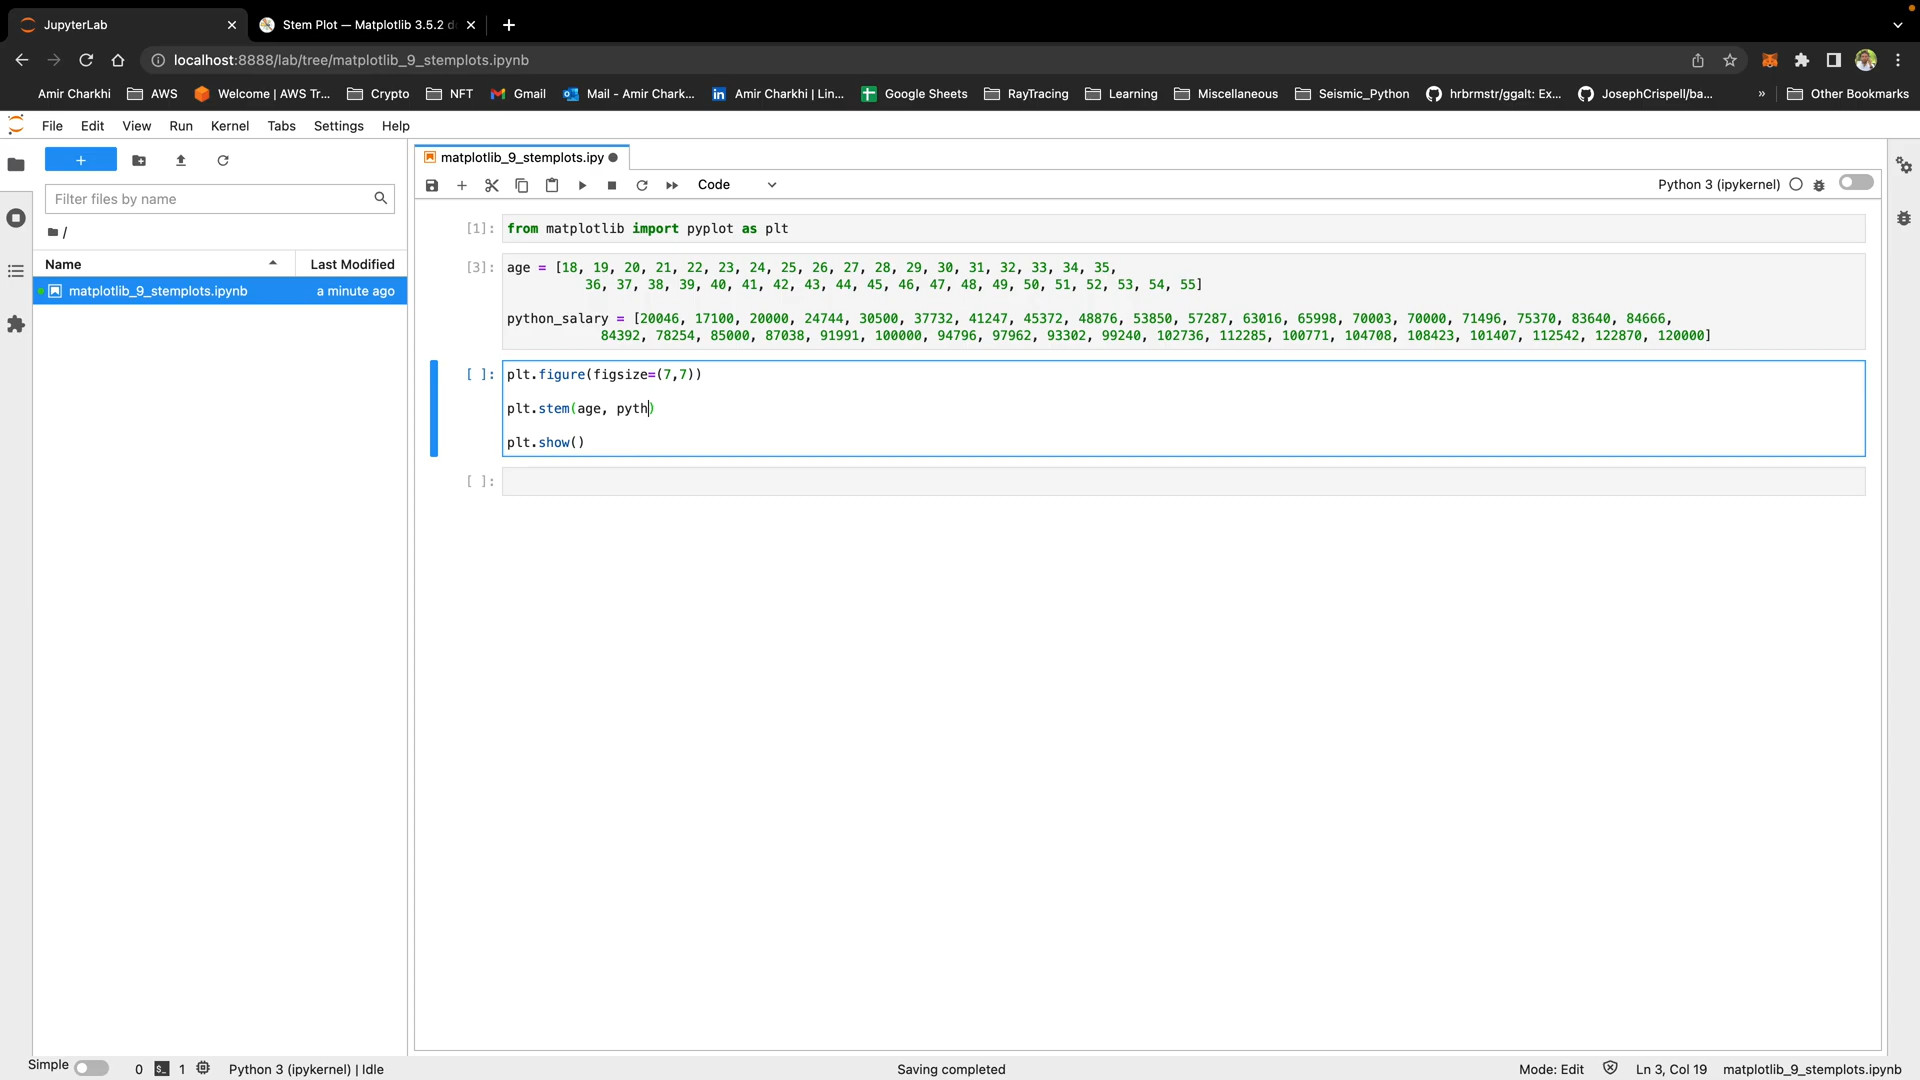 JupyterLab
Stem Plot — Matplotlib 3.5.2 d
localhost:8888/lab/tree/matplotlib_9_stemplots.ipynb
Amir Charkhi AWS Welcome | AWS Tr... Crypto NFT Gmail Mail - Amir Chark... Amir Charkhi | Lin... Google Sheets RayTracing Learning Miscellaneous Seismic_Python hrbrmstr/ggalt: Ex... JosephCrispell/ba... » Other Bookmarks
File Edit View Run Kernel Tabs Settings Help
matplotlib_9_stemplots.ipy
Code
Python 3 (ipykernel)
Filter files by name
/
Name Last Modified
matplotlib_9_stemplots.ipynb a minute ago
[1]: from matplotlib import pyplot as plt
[3]: age = [18, 19, 20, 21, 22, 23, 24, 25, 26, 27, 28, 29, 30, 31, 32, 33, 34, 35,
36, 37, 38, 39, 40, 41, 42, 43, 44, 45, 46, 47, 48, 49, 50, 51, 52, 53, 54, 55]
python_salary = [20046, 17100, 20000, 24744, 30500, 37732, 41247, 45372, 48876, 53850, 57287, 63016, 65998, 70003, 70000, 71496, 75370, 83640, 84666,
84392, 78254, 85000, 87038, 91991, 100000, 94796, 97962, 93302, 99240, 102736, 112285, 100771, 104708, 108423, 101407, 112542, 122870, 120000]
[ ]: plt.figure(figsize=(7,7))
plt.stem(age, pyth)
plt.show()
[ ]:
Simple 0 1 Python 3 (ipykernel) | Idle Saving completed Mode: Edit Ln 3, Col 19 matplotlib_9_stemplots.ipynb